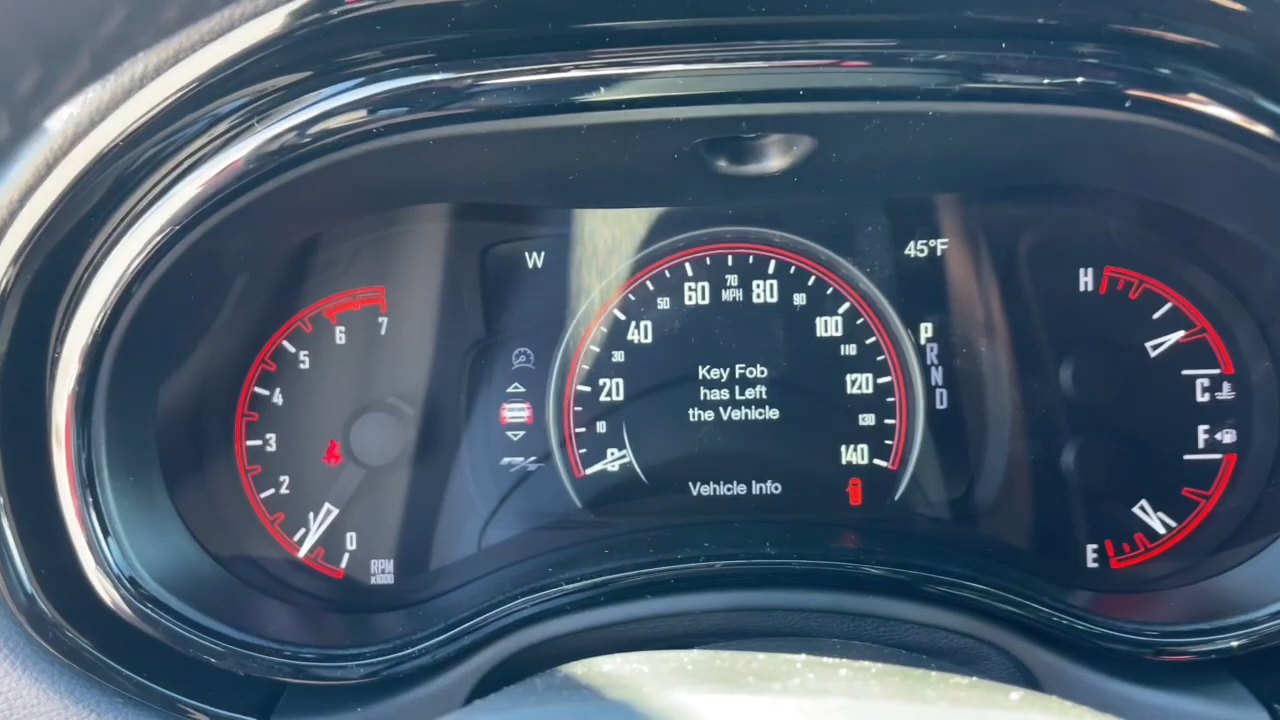 W
45°F
7
6
5
4
3
2
0
RPM
x1000
0
10
20
30
40
50
60
70
MPH
80
90
100
110
120
130
140
Key Fob
has Left
the Vehicle
Vehicle Info
P
R
N
D
H
C
F
E